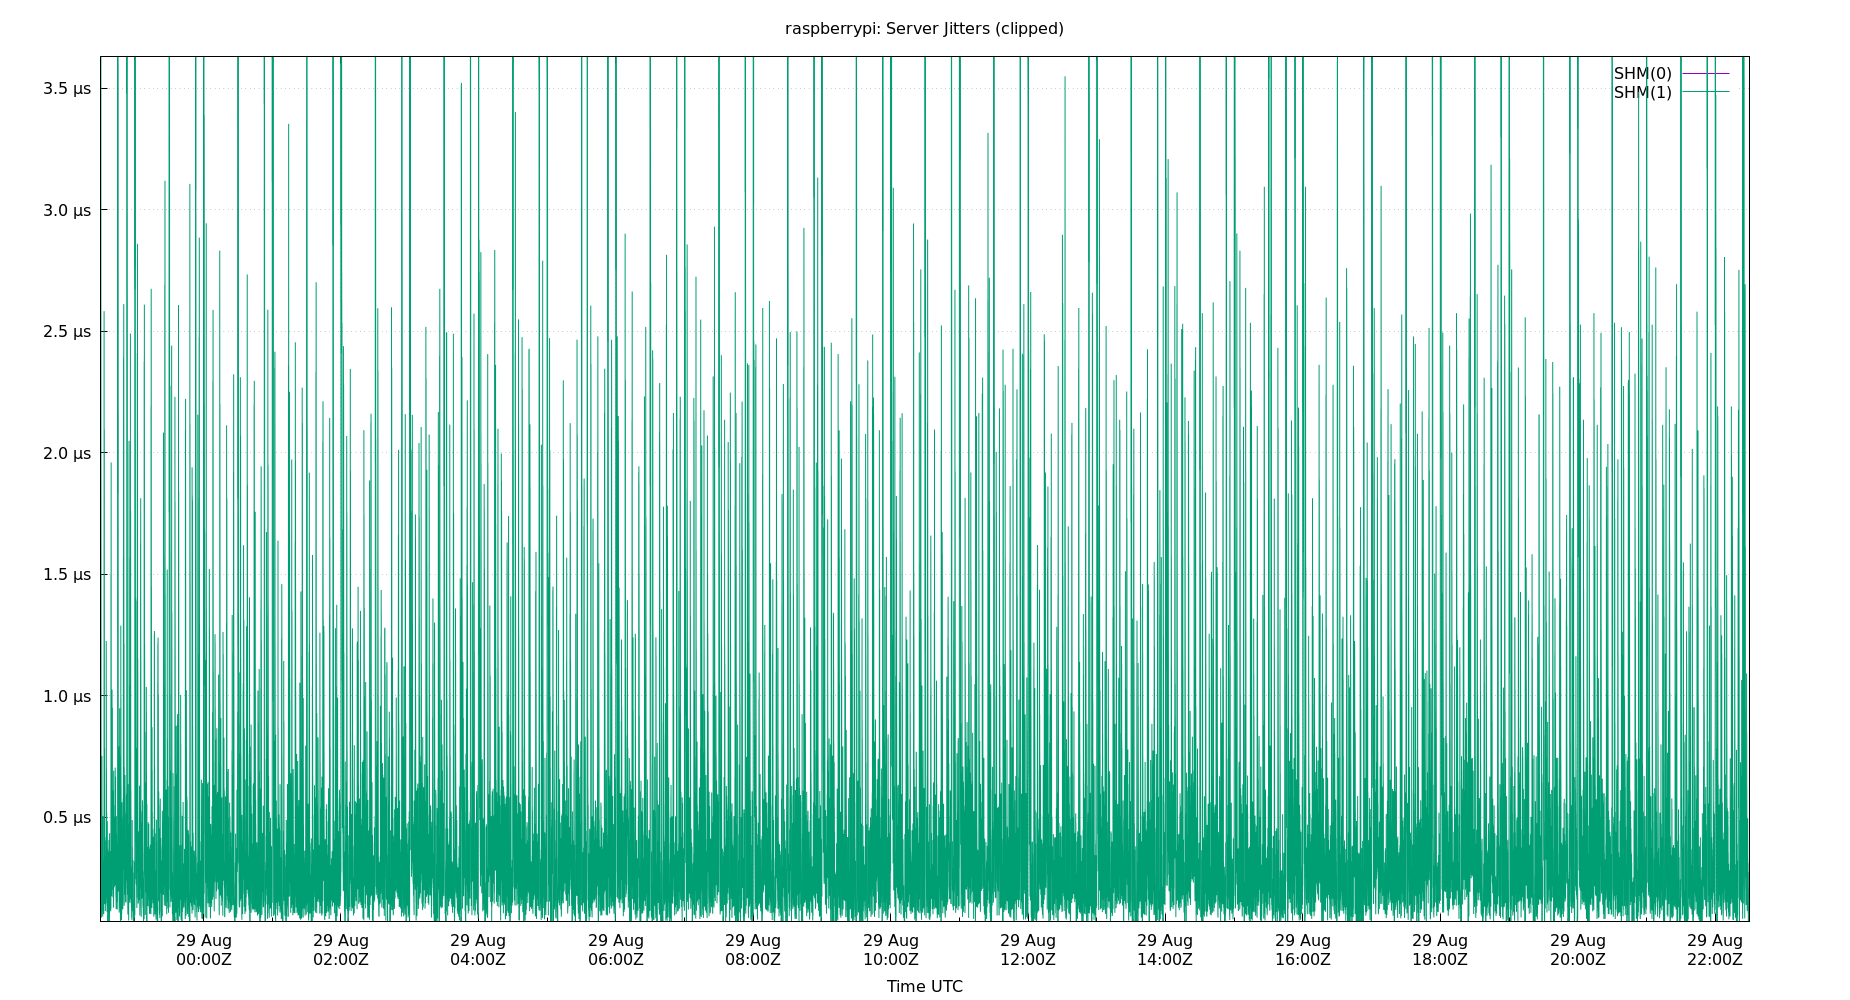 raspberrypi: Server Jitters (clipped)
SHM(0)
SHM(1)
3.5 µs
3.0 µs
2.5 µs
2.0 µs
1.5 µs
1.0 µs
0.5 µs
29 Aug 29 Aug 29 Aug 29 Aug 29 Aug 29 Aug 29 Aug 29 Aug 29 Aug 29 Aug 29 Aug 29 Aug
00:00Z 02:00Z 04:00Z 06:00Z 08:00Z 10:00Z 12:00Z 14:00Z 16:00Z 18:00Z 20:00Z 22:00Z
Time UTC